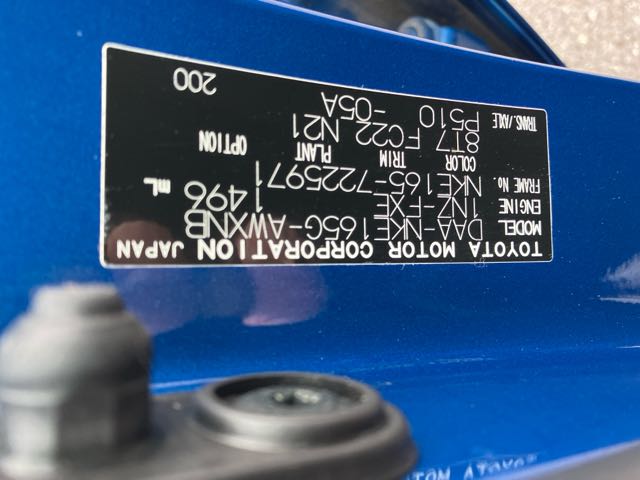 TOYOTA MOTOR CORPORATION JAPAN
MODEL DAA-NKE165G-AWXNB
ENGINE 1NZ-FXE 1496 mL
FRAME No. NKE165-7225971
COLOR TRIM PLANT OPTION
8T7 FC22 N21
TRANS./AXLE P510 -05A
200